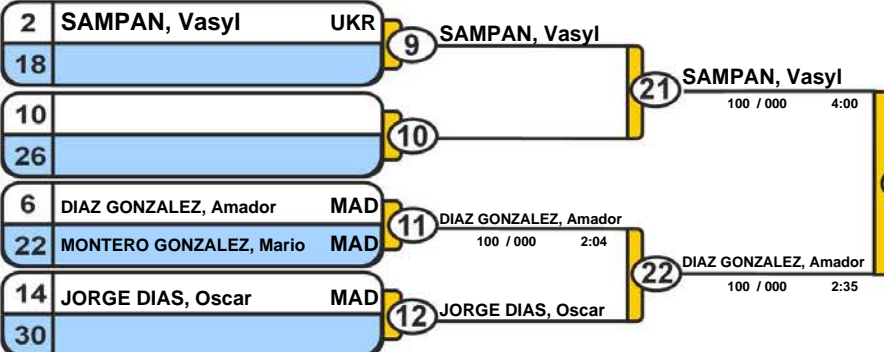 2 SAMPAN, Vasyl UKR
18
9 SAMPAN, Vasyl
10
26
10
21 SAMPAN, Vasyl
100 / 000 4:00
6 DIAZ GONZALEZ, Amador MAD
22 MONTERO GONZALEZ, Mario MAD
11 DIAZ GONZALEZ, Amador
100 / 000 2:04
14 JORGE DIAS, Oscar MAD
30
12 JORGE DIAS, Oscar
22 DIAZ GONZALEZ, Amador
100 / 000 2:35